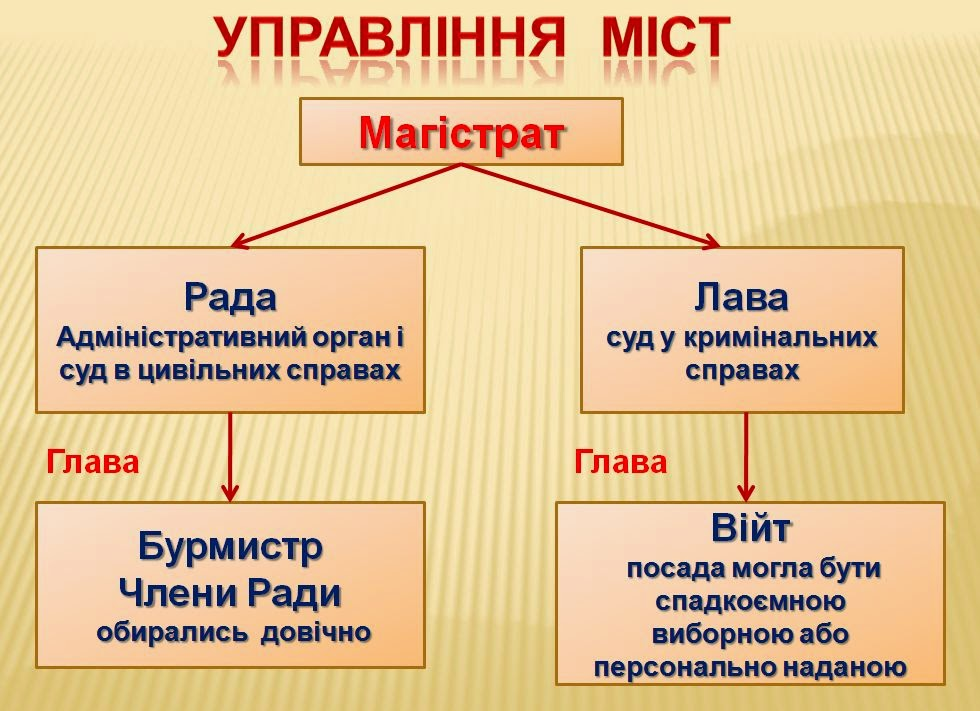 УПРАВЛІННЯ МІСТ
Магістрат
Рада
Адміністративний орган і
суд в цивільних справах
Лава
суд у кримінальних
справах
Глава
Глава
Бурмистр
Члени Ради
обирались довічно
Війт
посада могла бути
спадкоємною
виборною або
персонально наданою